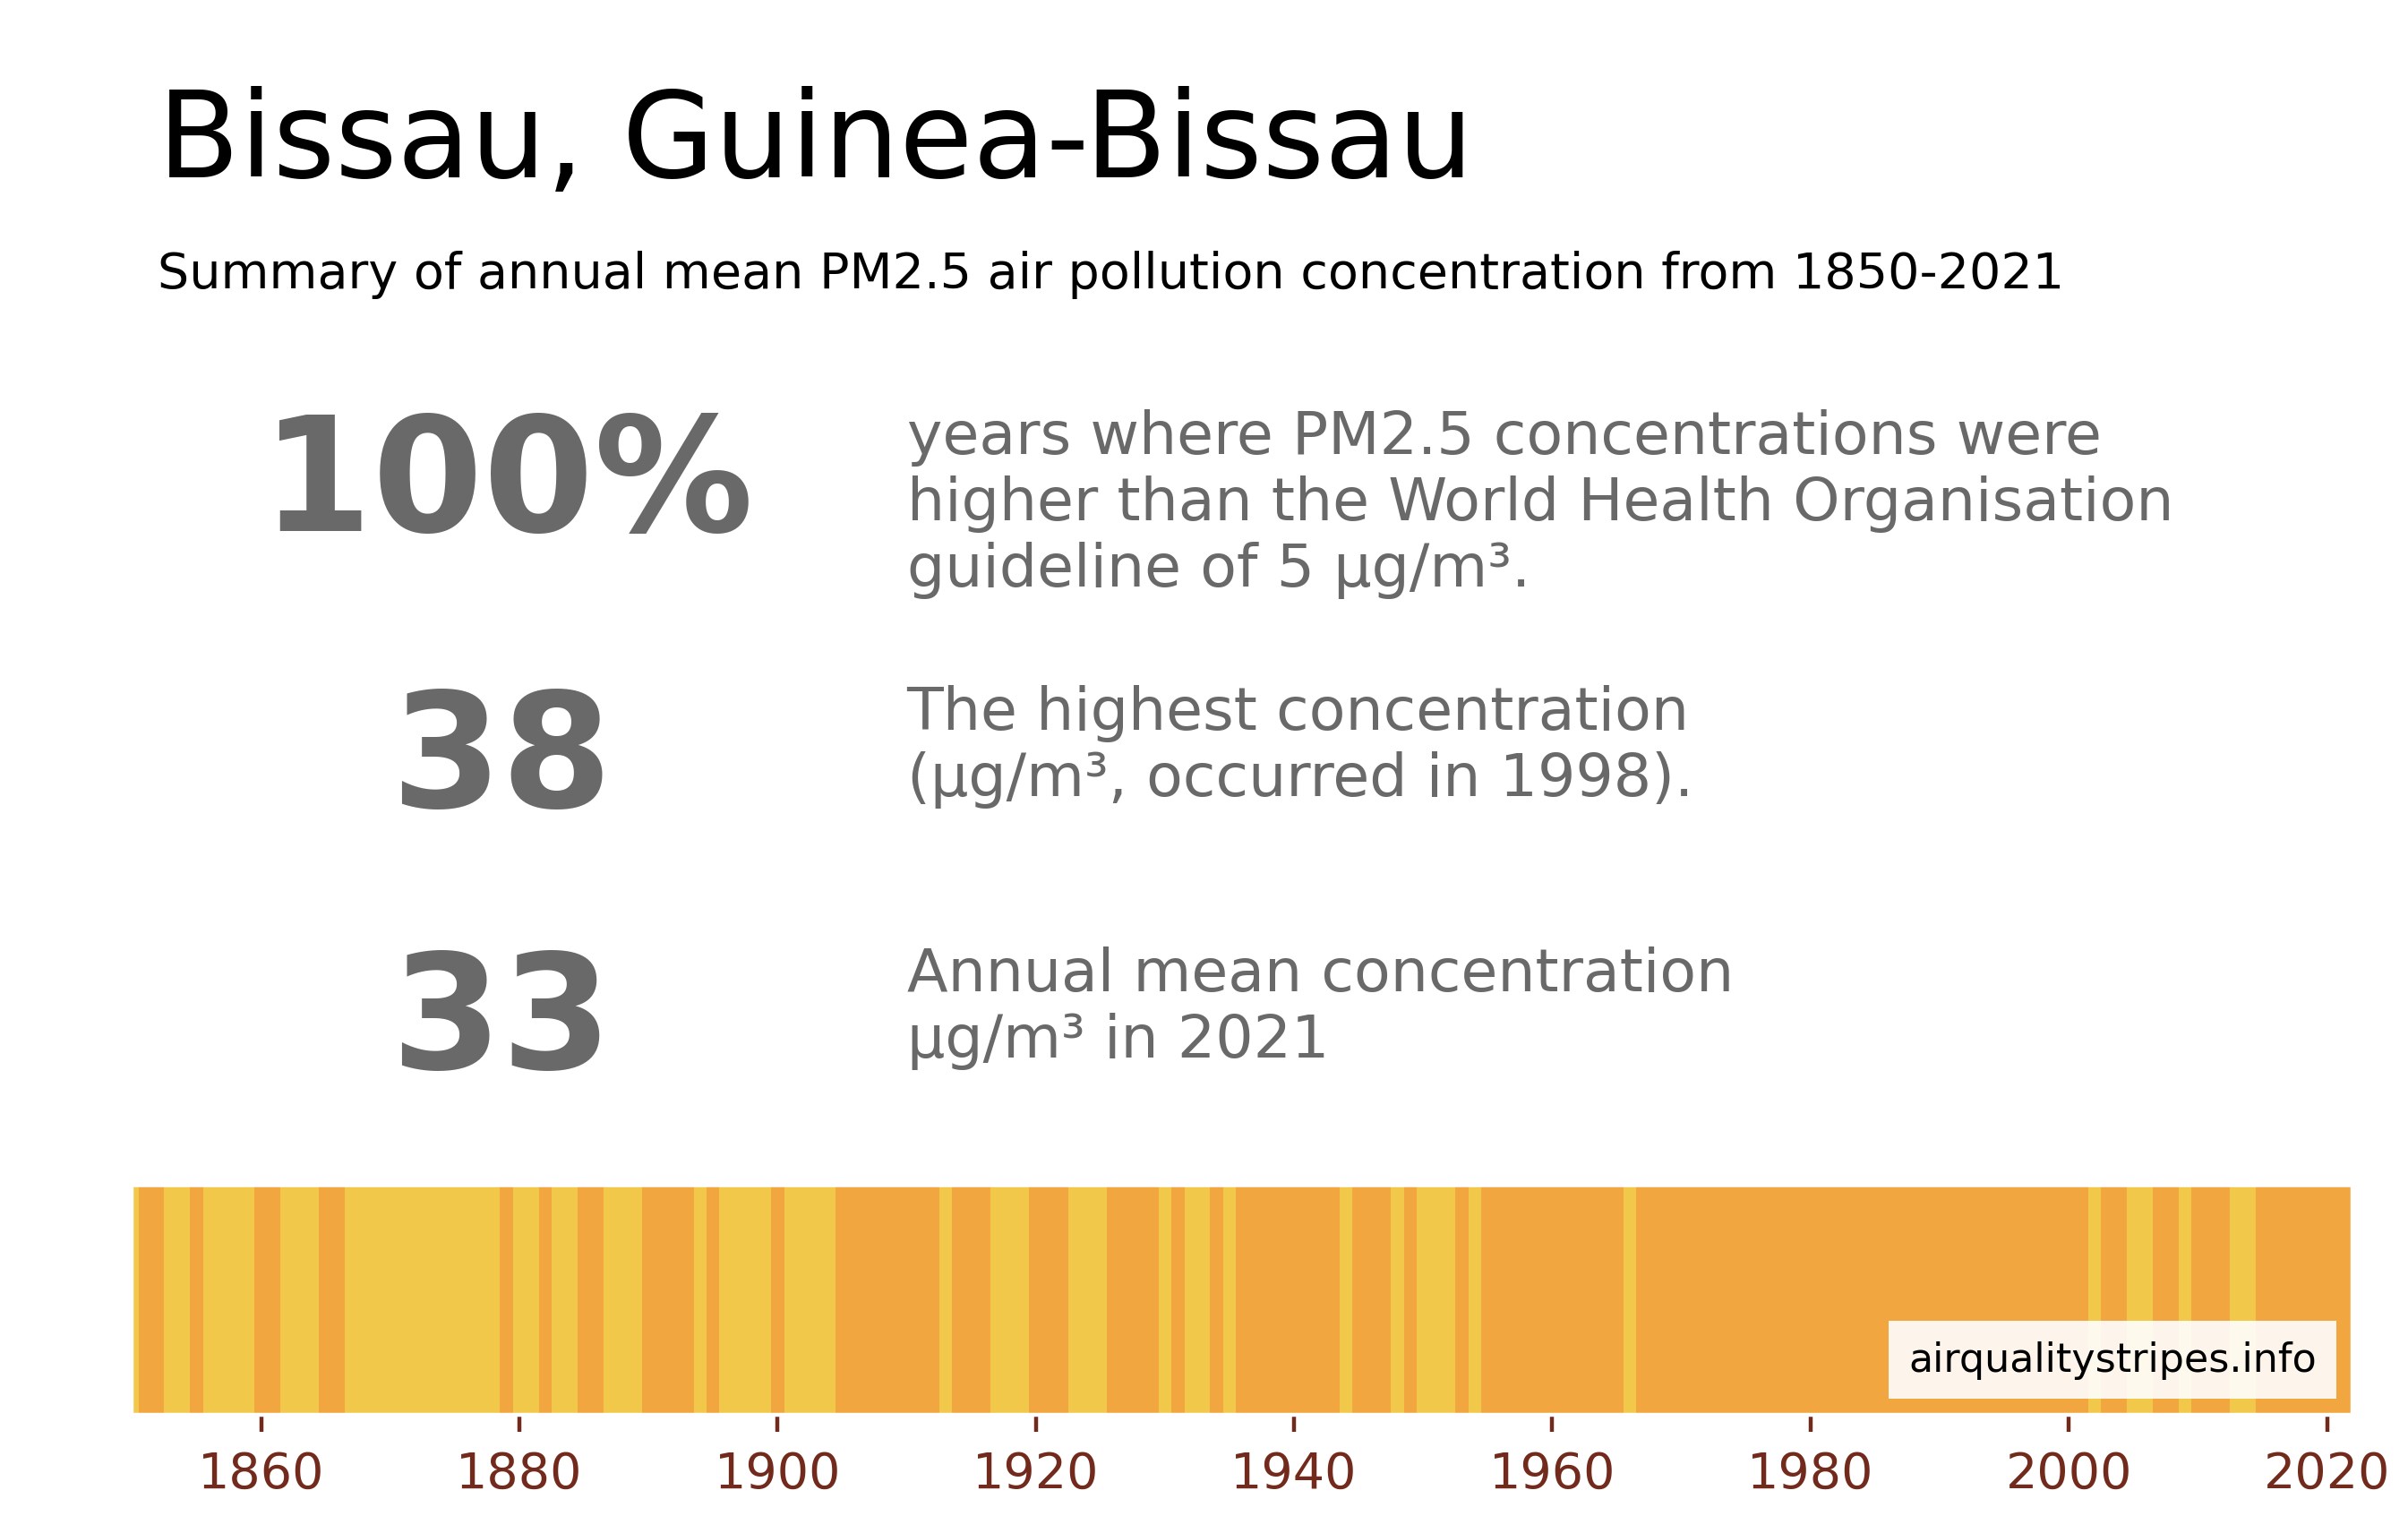 Bissau, Guinea-Bissau
Summary of annual mean PM2.5 air pollution concentration from 1850-2021
100%
years where PM2.5 concentrations were
higher than the World Health Organisation
guideline of 5 µg/m³.
38
The highest concentration
(µg/m³, occurred in 1998).
33
Annual mean concentration
µg/m³ in 2021
airqualitystripes.info
1860 1880 1900 1920 1940 1960 1980 2000 2020